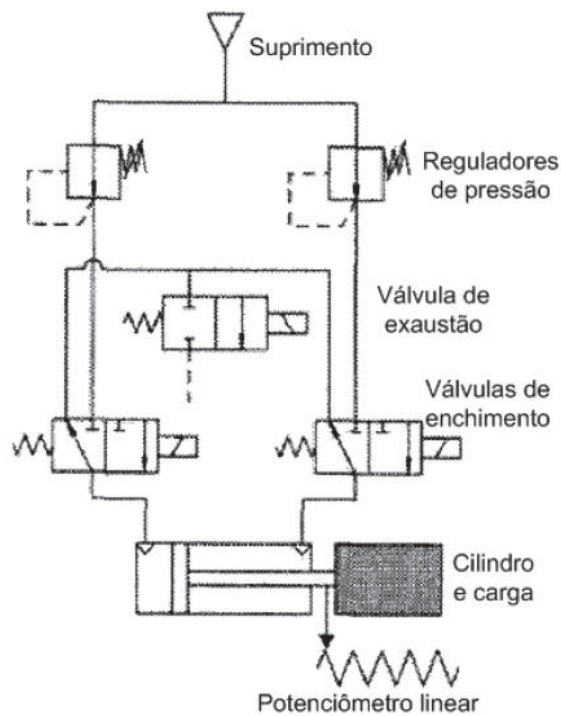 Suprimento
Reguladores
de pressão
Válvula de
exaustão
Válvulas de
enchimento
Cilindro
e carga
Potenciômetro linear